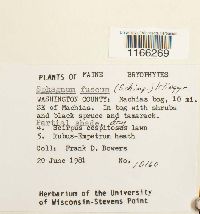 1166269
PLANTS OF MAINE BRYOPHYTES
Sphagnum fuscum (Schimp.) Klinggr.
WASHINGTON COUNTY: Machias bog, 10 mi.
SE of Machias. In bog with shrubs
and black spruce and tamarack.
Partial shade.
4. Scirpus cespitosus lawn
5. Rubus-Empetrum heath
Coll: Frank D. Bowers
29 June 1981 No. 10160
Herbarium of the University
of Wisconsin-Stevens Point